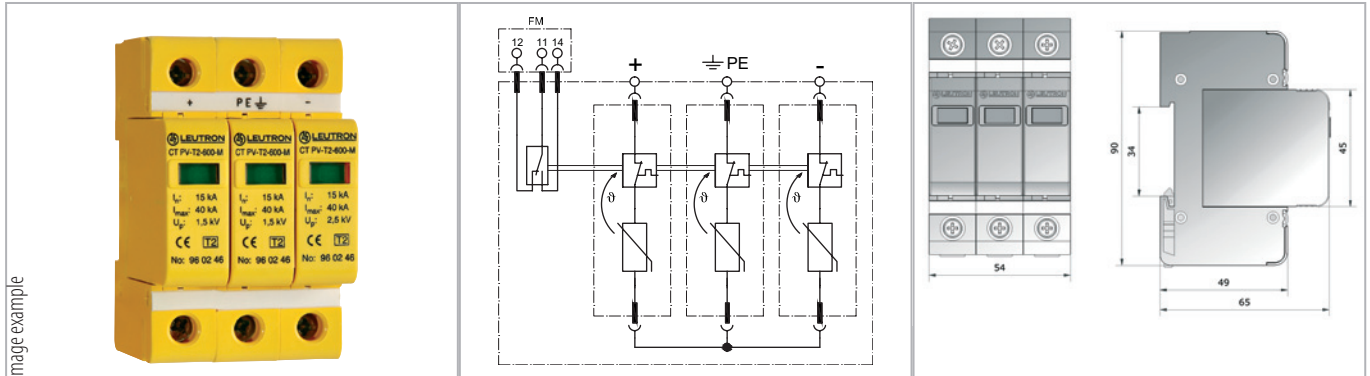 mage example
+ PE ⏚ -
LEUTRON LEUTRON LEUTRON
CT PV-T2-600-M CT PV-T2-600-M CT PV-T2-600-M
In: 15 kA In: 15 kA In: 15 kA
Imax: 40 kA Imax: 40 kA Imax: 40 kA
Up: 1,5 kV Up: 1,5 kV Up: 2,5 kV
CE T2 CE T2 CE T2
No: 96 02 46 No: 96 02 46 No: 96 02 46
FM
12 11 14
+ ⏚ PE -
ϑ ϑ ϑ
LEUTRON LEUTRON LEUTRON
54
90
34
45
49
65